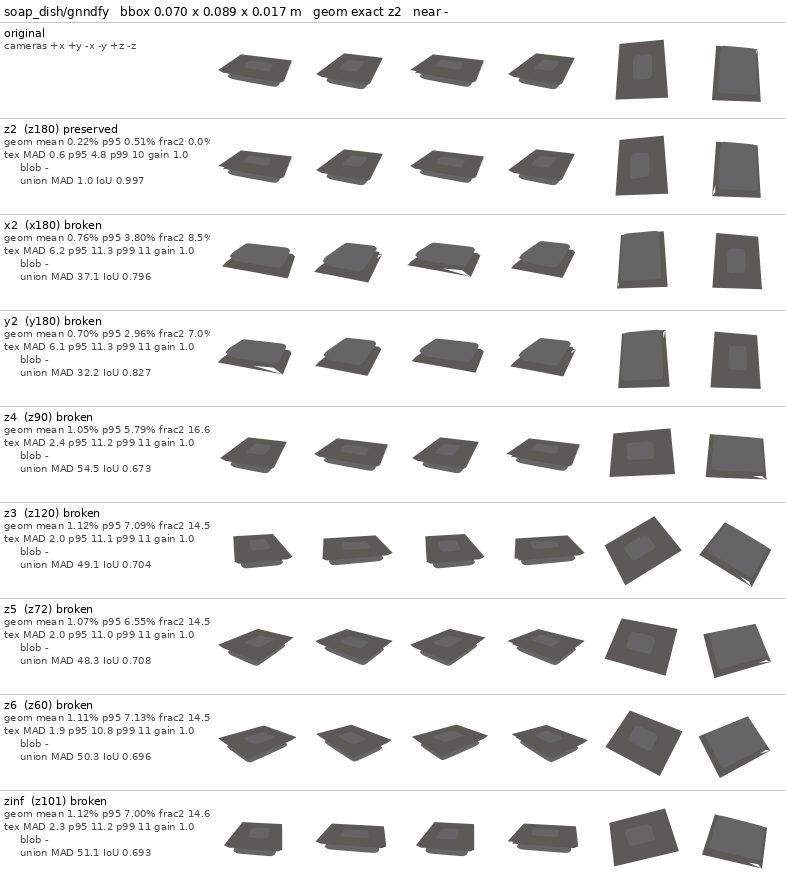 soap_dish/gnndfy bbox 0.070 x 0.089 x 0.017 m geom exact z2 near -
original
cameras +x +y -x -y +z -z
z2 (z180) preserved
geom mean 0.22% p95 0.51% frac2 0.0%
tex MAD 0.6 p95 4.8 p99 10 gain 1.0
blob -
union MAD 1.0 IoU 0.997
x2 (x180) broken
geom mean 0.76% p95 3.80% frac2 8.5%
tex MAD 6.2 p95 11.3 p99 11 gain 1.0
blob -
union MAD 37.1 IoU 0.796
y2 (y180) broken
geom mean 0.70% p95 2.96% frac2 7.0%
tex MAD 6.1 p95 11.3 p99 11 gain 1.0
blob -
union MAD 32.2 IoU 0.827
z4 (z90) broken
geom mean 1.05% p95 5.79% frac2 16.6
tex MAD 2.4 p95 11.2 p99 11 gain 1.0
blob -
union MAD 54.5 IoU 0.673
z3 (z120) broken
geom mean 1.12% p95 7.09% frac2 14.5
tex MAD 2.0 p95 11.1 p99 11 gain 1.0
blob -
union MAD 49.1 IoU 0.704
z5 (z72) broken
geom mean 1.07% p95 6.55% frac2 14.5
tex MAD 2.0 p95 11.0 p99 11 gain 1.0
blob -
union MAD 48.3 IoU 0.708
z6 (z60) broken
geom mean 1.11% p95 7.13% frac2 14.5
tex MAD 1.9 p95 10.8 p99 11 gain 1.0
blob -
union MAD 50.3 IoU 0.696
zinf (z101) broken
geom mean 1.12% p95 7.00% frac2 14.6
tex MAD 2.3 p95 11.2 p99 11 gain 1.0
blob -
union MAD 51.1 IoU 0.693